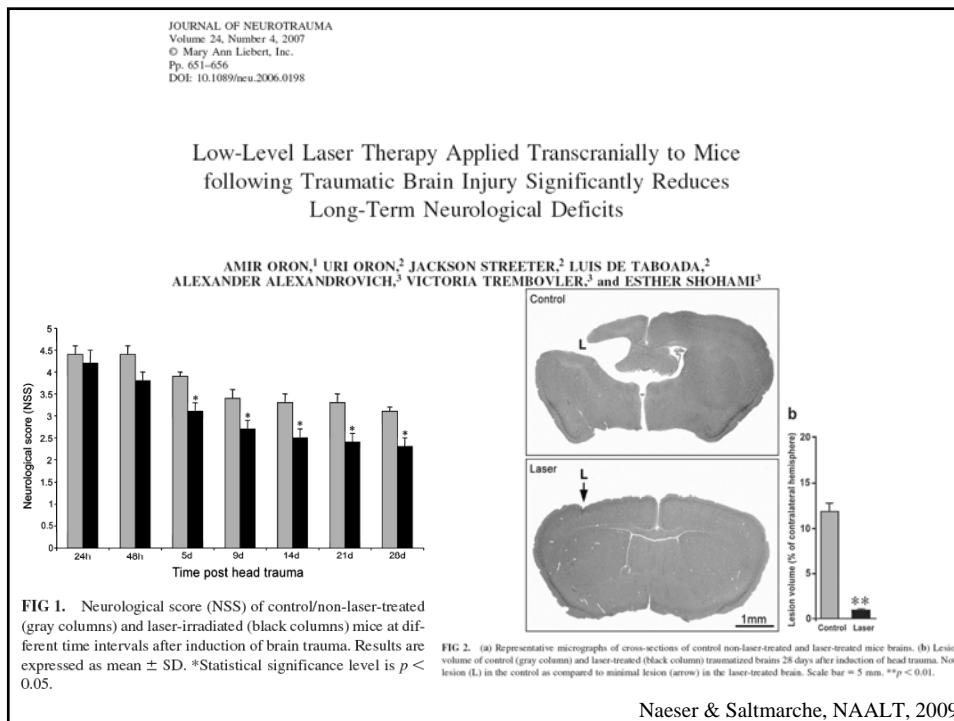 JOURNAL OF NEUROTRAUMA
Volume 24, Number 4, 2007
© Mary Ann Liebert, Inc.
Pp. 651–656
DOI: 10.1089/neu.2006.0198
Low-Level Laser Therapy Applied Transcranially to Mice
following Traumatic Brain Injury Significantly Reduces
Long-Term Neurological Deficits
AMIR ORON,1 URI ORON,2 JACKSON STREETER,2 LUIS DE TABOADA,2
ALEXANDER ALEXANDROVICH,3 VICTORIA TREMBOVLER,3 and ESTHER SHOHAMI3
Neurological score (NSS)
5
4.5
4
3.5
3
2.5
2
1.5
1
0.5
0
* * * * *
24h 48h 5d 9d 14d 21d 28d
Time post head trauma
FIG 1. Neurological score (NSS) of control/non-laser-treated
(gray columns) and laser-irradiated (black columns) mice at dif-
ferent time intervals after induction of brain trauma. Results are
expressed as mean ± SD. *Statistical significance level is p <
0.05.
Control
L
Laser
L
1mm
b
Lesion volume (% of contralateral hemisphere)
20
15
10
5
0
**
Control Laser
FIG 2. (a) Representative micrographs of cross-sections of control non-laser-treated and laser-treated mice brains. (b) Lesio
volume of control (gray column) and laser-treated (black column) traumatized brains 28 days after induction of head trauma. Not
lesion (L) in the control as compared to minimal lesion (arrow) in the laser-treated brain. Scale bar = 5 mm. **p < 0.01.
Naeser & Saltmarche, NAALT, 2009